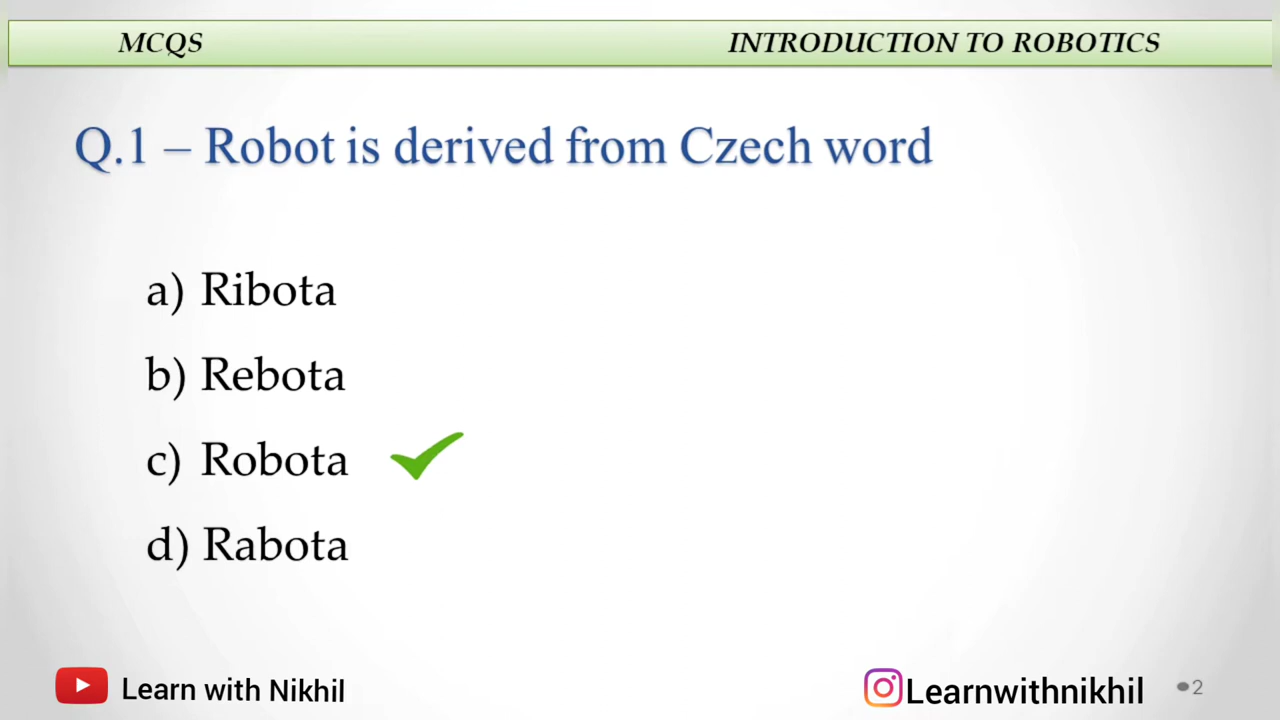 MCQS INTRODUCTION TO ROBOTICS
Q.1 – Robot is derived from Czech word
a) Ribota
b) Rebota
c) Robota
d) Rabota
Learn with Nikhil Learnwithnikhil 2